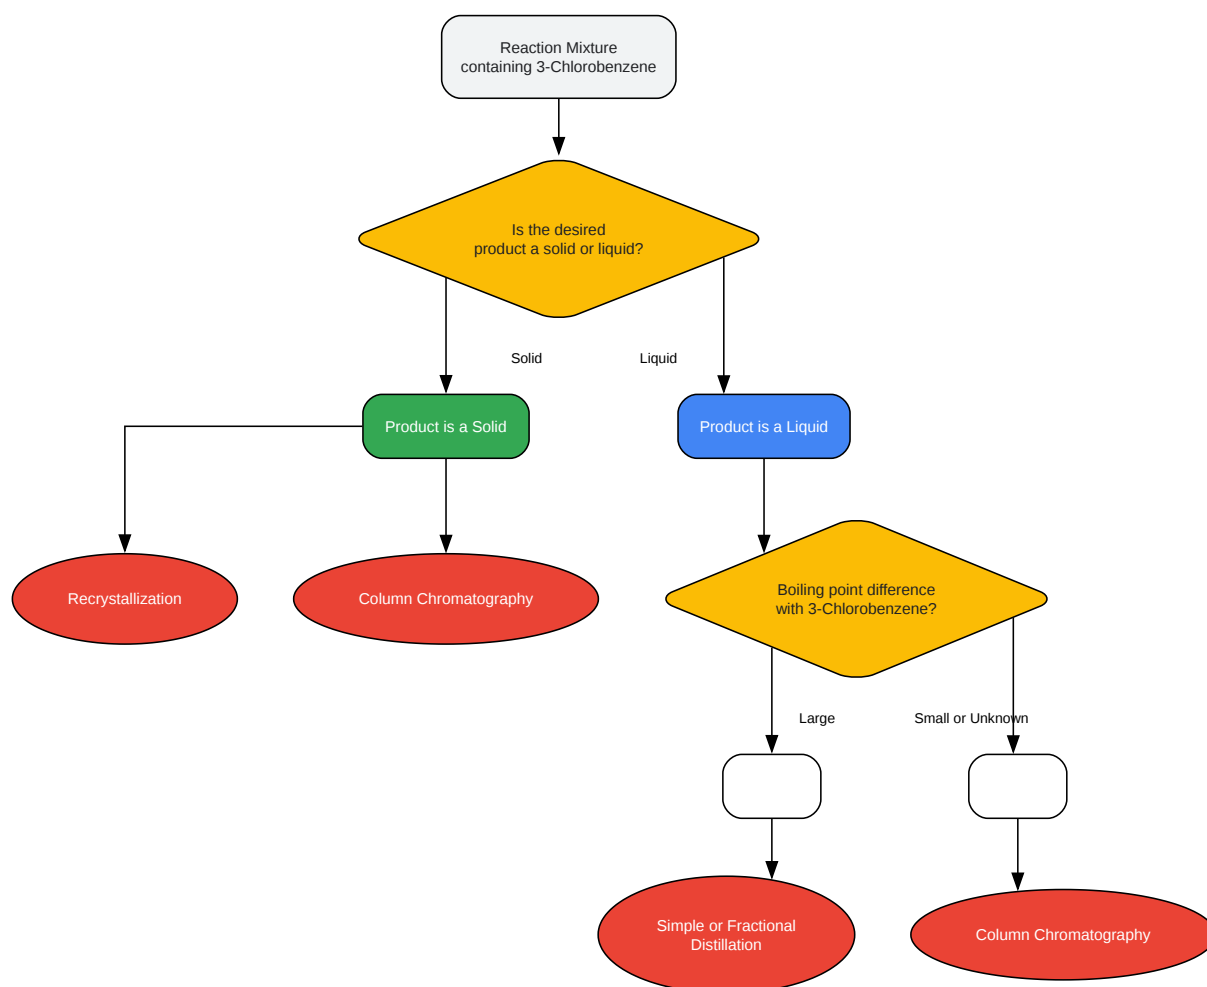 Reaction Mixture
containing 3-Chlorobenzene
Is the desired
product a solid or liquid?
Solid
Liquid
Product is a Solid
Product is a Liquid
Recrystallization
Column Chromatography
Boiling point difference
with 3-Chlorobenzene?
Large
Small or Unknown
Simple or Fractional
Distillation
Column Chromatography